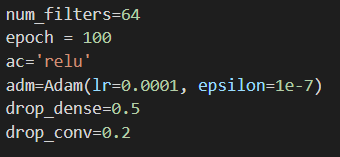 num_filters=64
epoch = 100
ac='relu'
adm=Adam(lr=0.0001, epsilon=1e-7)
drop_dense=0.5
drop_conv=0.2